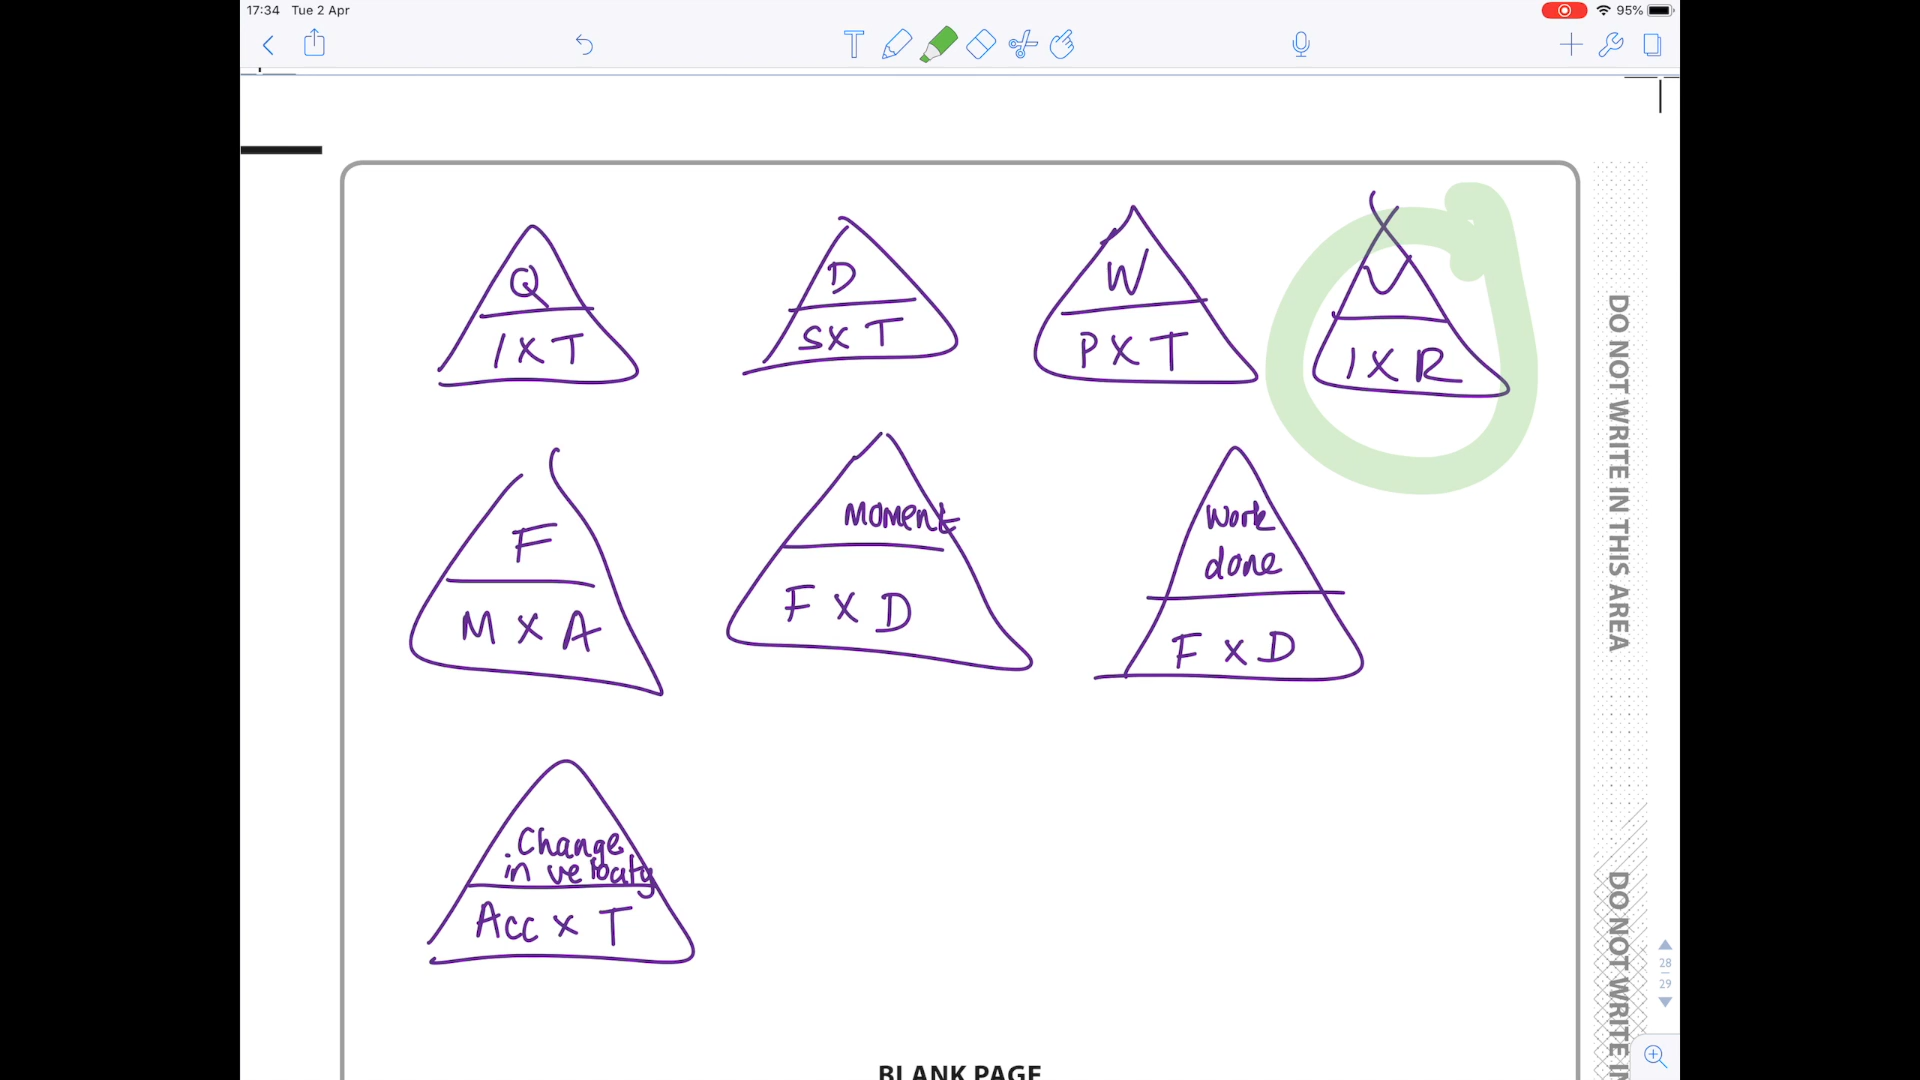 17:34 Tue 2 Apr
95%
T
Q
I X T
D
S X T
W
P X T
V
I X R
F
M X A
Moment
F X D
Work
done
F X D
Change
in velocity
Acc x T
DO NOT WRITE IN THIS AREA
DO NOT WRITE IN
28
29
BLANK PAGE